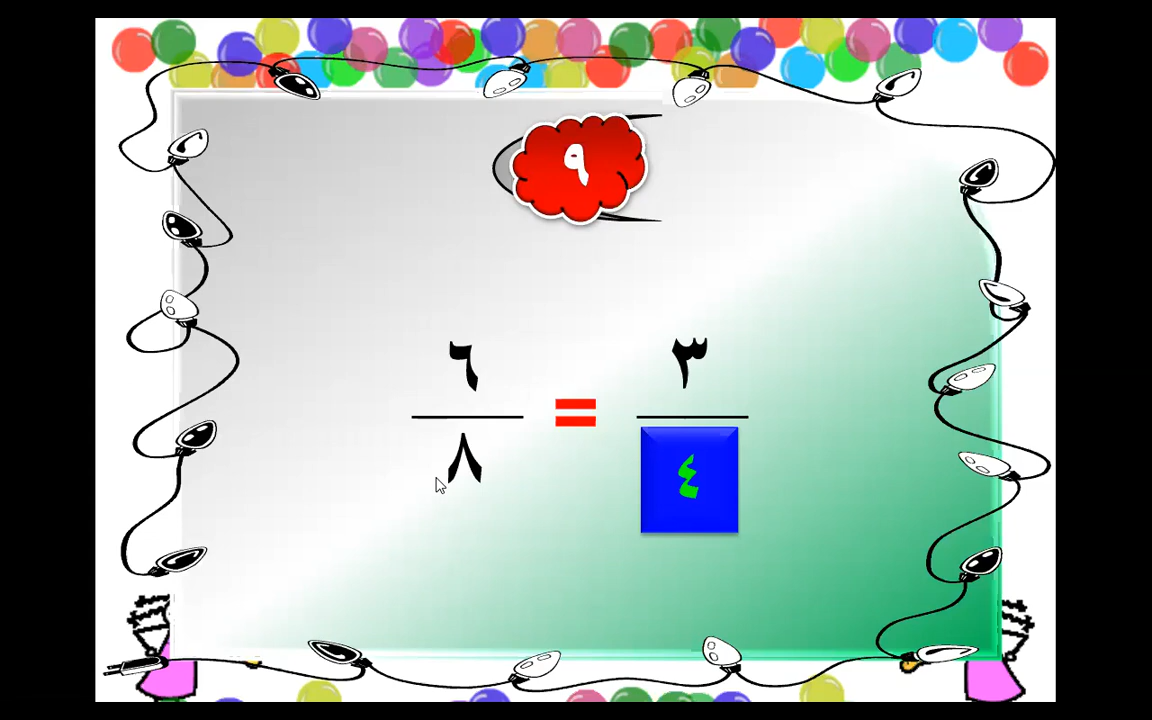 ٩
٣ = ٦
٤ ٨